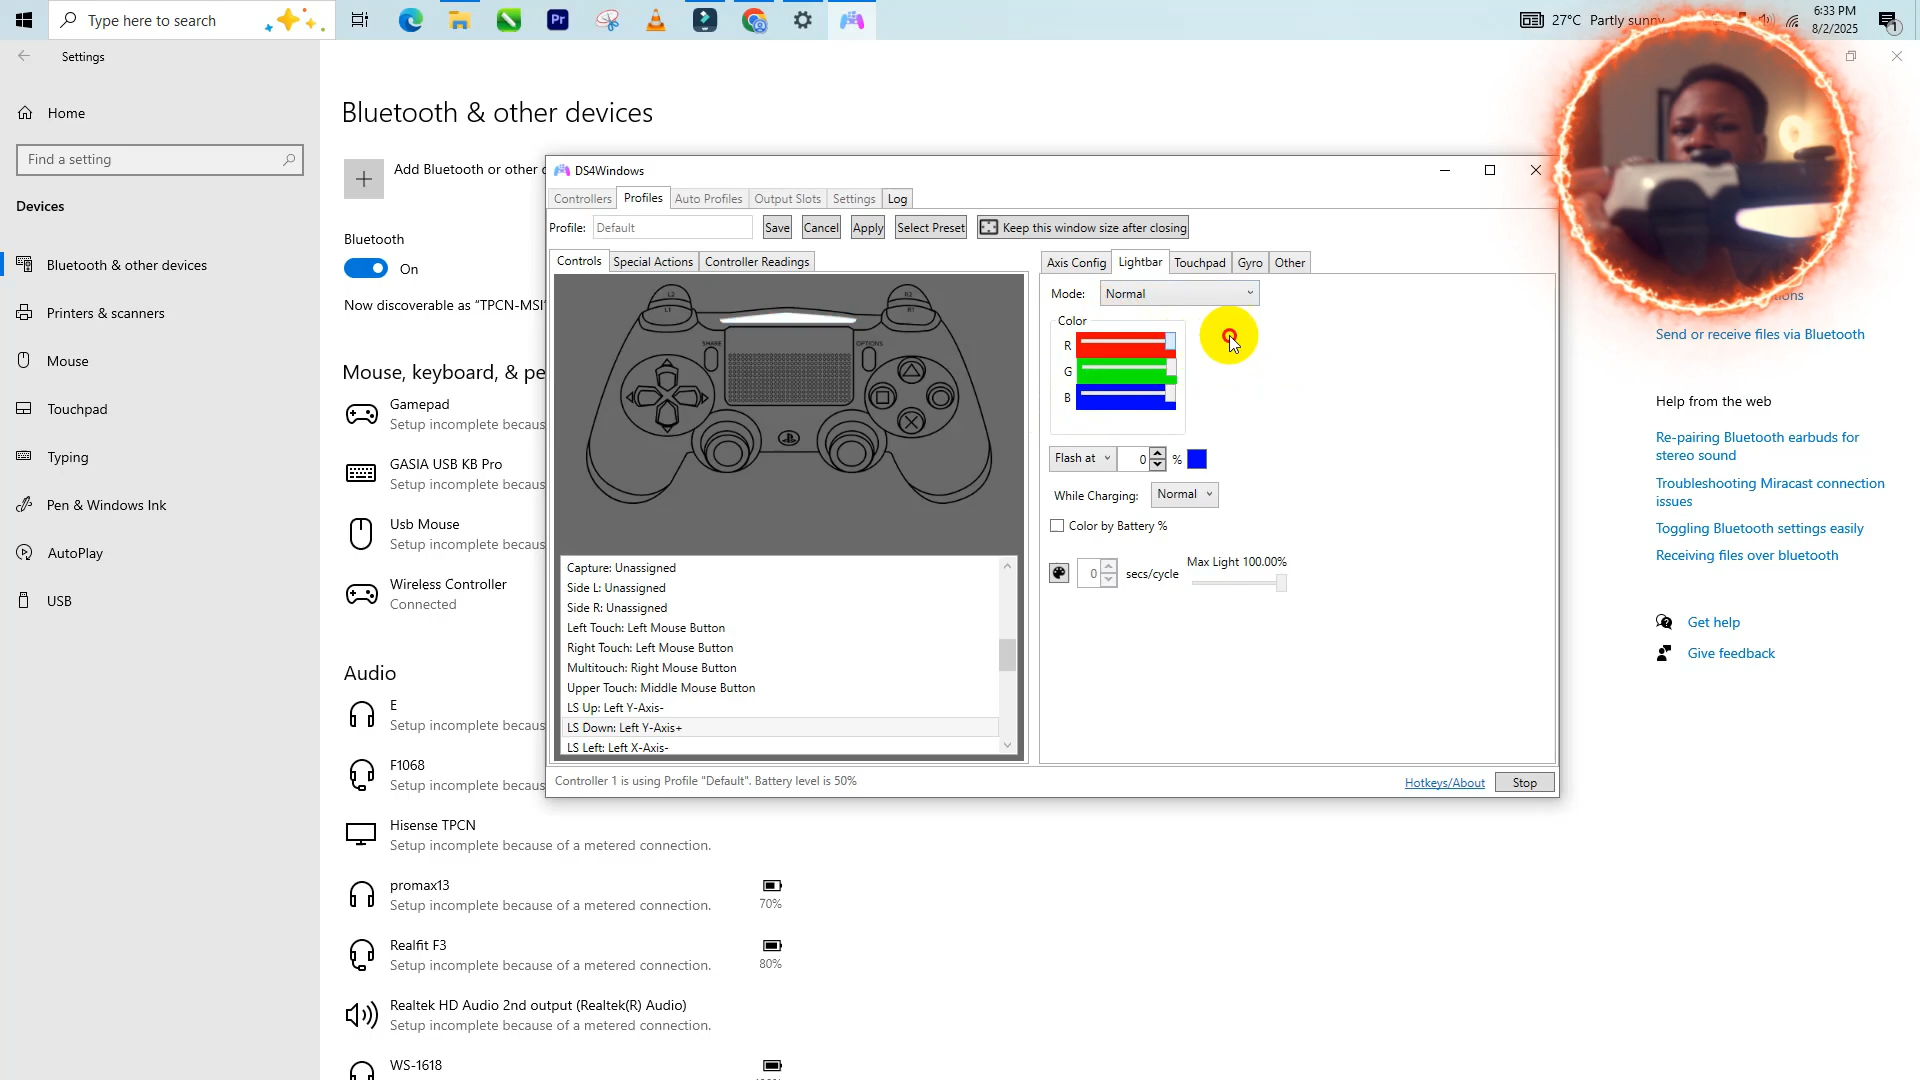 Type here to search
Pr
27°C Partly sunny
6:33 PM
8/2/2025
1
Settings
Home
Find a setting
Devices
Bluetooth & other devices
Printers & scanners
Mouse
Touchpad
Typing
Pen & Windows Ink
AutoPlay
USB
Bluetooth & other devices
Add Bluetooth or other
Bluetooth
On
Now discoverable as "TPCN-MSI"
Mouse, keyboard, & pe
Gamepad
Setup incomplete becaus
GASIA USB KB Pro
Setup incomplete becaus
Usb Mouse
Setup incomplete becaus
Wireless Controller
Connected
Audio
E
Setup incomplete becaus
F1068
Setup incomplete becaus
Hisense TPCN
Setup incomplete because of a metered connection.
promax13
Setup incomplete because of a metered connection.
70%
Realfit F3
Setup incomplete because of a metered connection.
80%
Realtek HD Audio 2nd output (Realtek(R) Audio)
Setup incomplete because of a metered connection.
WS-1618
DS4Windows
Controllers Profiles Auto Profiles Output Slots Settings Log
Profile: Default Save Cancel Apply Select Preset Keep this window size after closing
Controls Special Actions Controller Readings
L2
L1
R2
R1
SHARE
OPTIONS
Capture: Unassigned
Side L: Unassigned
Side R: Unassigned
Left Touch: Left Mouse Button
Right Touch: Left Mouse Button
Multitouch: Right Mouse Button
Upper Touch: Middle Mouse Button
LS Up: Left Y-Axis-
LS Down: Left Y-Axis+
LS Left: Left X-Axis-
Axis Config Lightbar Touchpad Gyro Other
Mode: Normal
Color
R
G
B
Flash at 0 %
While Charging: Normal
Color by Battery %
0 secs/cycle Max Light 100.00%
Controller 1 is using Profile "Default". Battery level is 50%
Hotkeys/About Stop
Send or receive files via Bluetooth
Help from the web
Re-pairing Bluetooth earbuds for
stereo sound
Troubleshooting Miracast connection
issues
Toggling Bluetooth settings easily
Receiving files over bluetooth
Get help
Give feedback